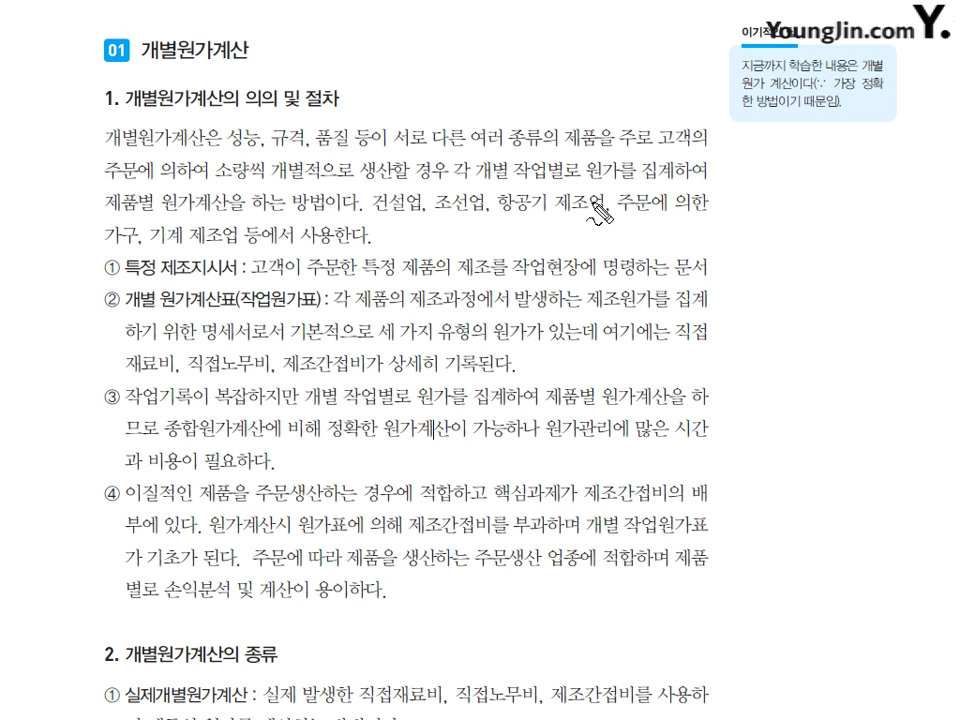 01 개별원가계산
YoungJin.com Y.
지금까지 학습한 내용은 개별
원가 계산이다(∵ 가장 정확
한 방법이기 때문임).
1. 개별원가계산의 의의 및 절차
개별원가계산은 성능, 규격, 품질 등이 서로 다른 여러 종류의 제품을 주로 고객의
주문에 의하여 소량씩 개별적으로 생산할 경우 각 개별 작업별로 원가를 집계하여
제품별 원가계산을 하는 방법이다. 건설업, 조선업, 항공기 제조업, 주문에 의한
가구, 기계 제조업 등에서 사용한다.
① 특정 제조지시서 : 고객이 주문한 특정 제품의 제조를 작업현장에 명령하는 문서
② 개별 원가계산표(작업원가표) : 각 제품의 제조과정에서 발생하는 제조원가를 집계
하기 위한 명세서로서 기본적으로 세 가지 유형의 원가가 있는데 여기에는 직접
재료비, 직접노무비, 제조간접비가 상세히 기록된다.
③ 작업기록이 복잡하지만 개별 작업별로 원가를 집계하여 제품별 원가계산을 하
므로 종합원가계산에 비해 정확한 원가계산이 가능하나 원가관리에 많은 시간
과 비용이 필요하다.
④ 이질적인 제품을 주문생산하는 경우에 적합하고 핵심과제가 제조간접비의 배
부에 있다. 원가계산시 원가표에 의해 제조간접비를 부과하며 개별 작업원가표
가 기초가 된다. 주문에 따라 제품을 생산하는 주문생산 업종에 적합하며 제품
별로 손익분석 및 계산이 용이하다.
2. 개별원가계산의 종류
① 실제개별원가계산 : 실제 발생한 직접재료비, 직접노무비, 제조간접비를 사용하